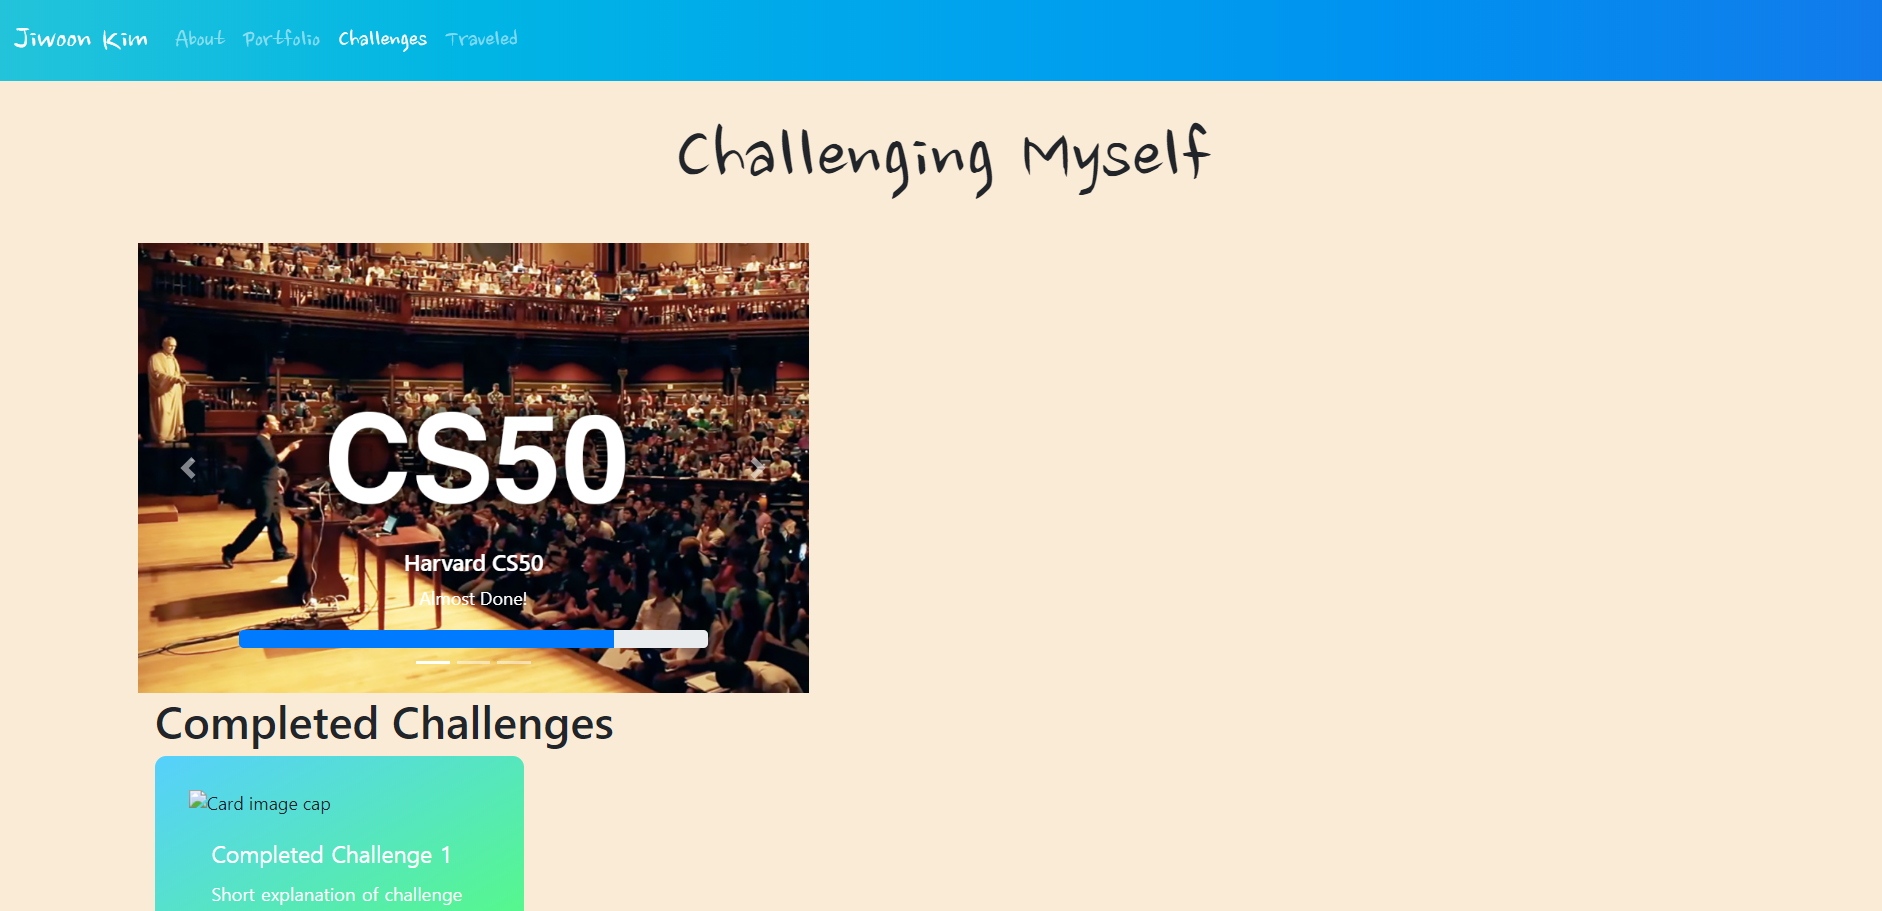 Jiwoon Kim About Portfolio Challenges Traveled
Challenging Myself
CS50
Harvard CS50
Almost Done!
Completed Challenges
Card image cap
Completed Challenge 1
Short explanation of challenge